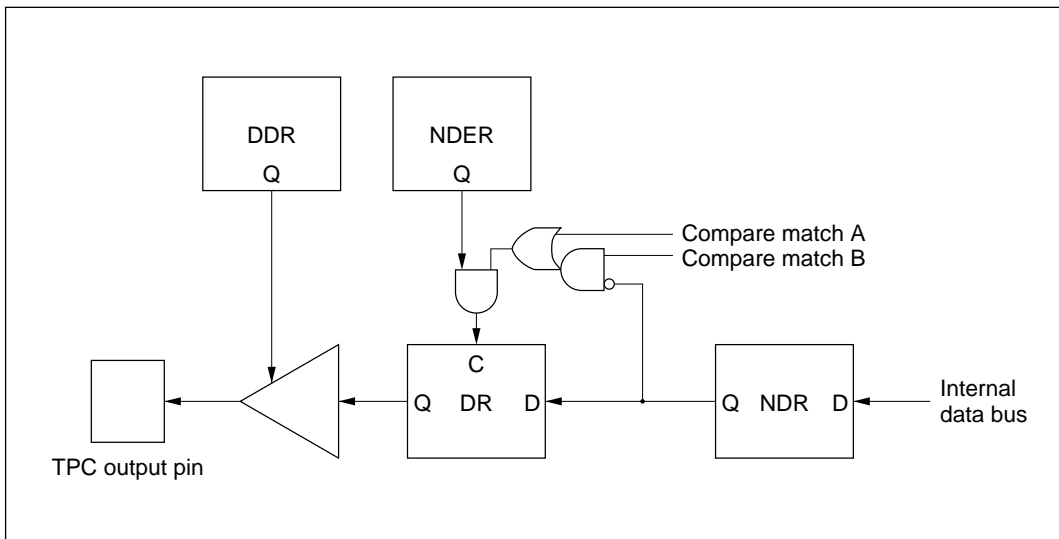 DDR
Q
NDER
Q
Compare match A
Compare match B
C
Q DR D
Q NDR D
Internal
data bus
TPC output pin